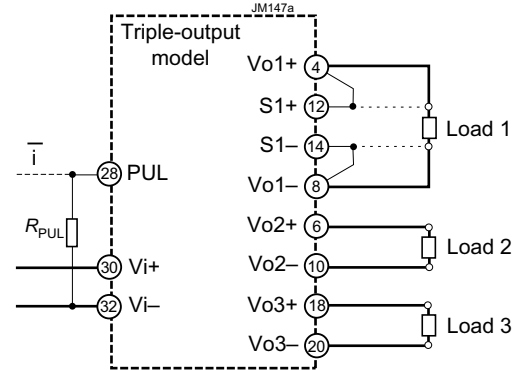 JM147a
Triple-output
model
Vo1+ 4
S1+ 12
S1– 14
Load 1
Vo1– 8
i
28 PUL
Vo2+ 6
RPUL
Load 2
30 Vi+
Vo2– 10
32 Vi–
Vo3+ 18
Load 3
Vo3– 20